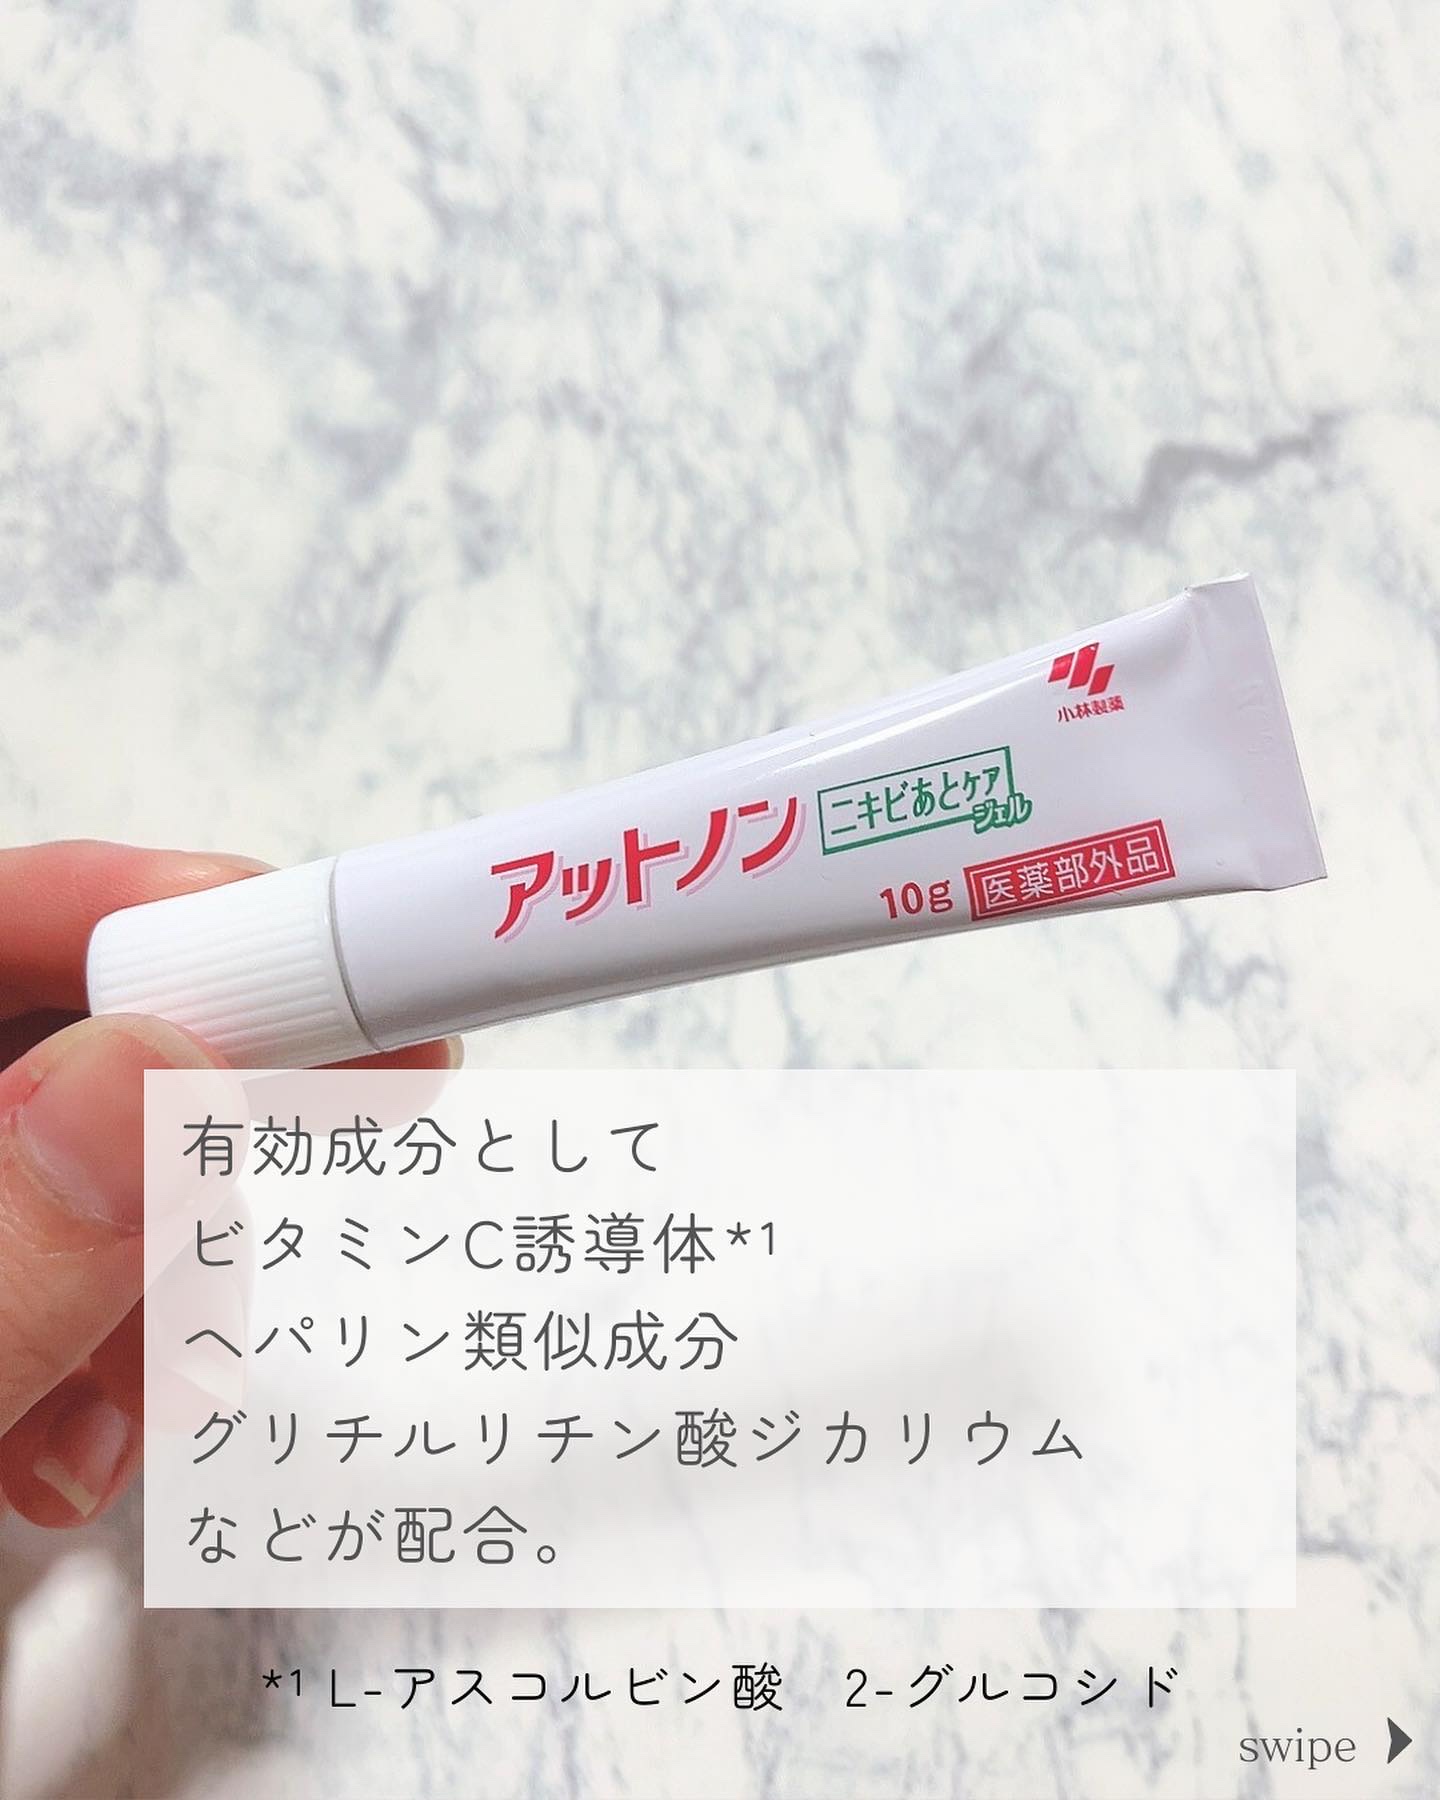 小林製薬
アットノン
ニキビあとケア
ジェル
10g
医薬部外品
有効成分として
ビタミンC誘導体*1
ヘパリン類似成分
グリチルリチン酸ジカリウム
などが配合。
*1 L-アスコルビン酸　2-グルコシド
swipe